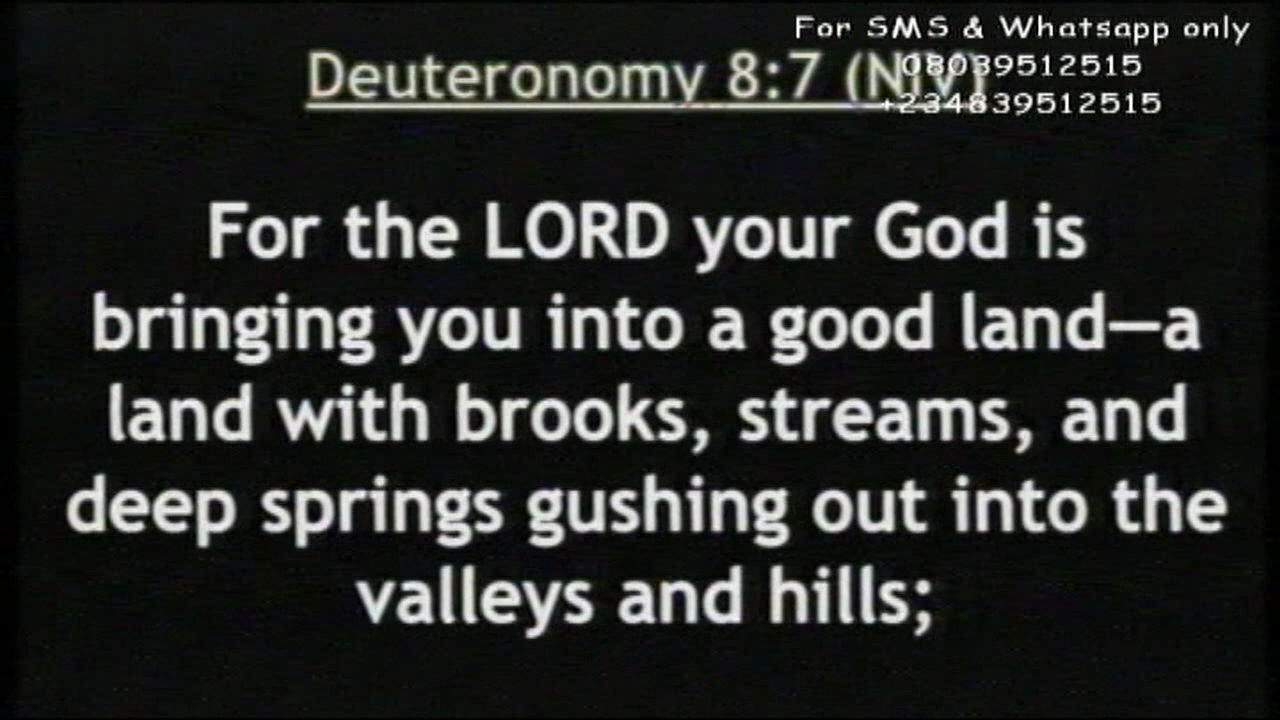 For SMS & Whatsapp only
08039512515
+234839512515
Deuteronomy 8:7 (NIV)
For the LORD your God is
bringing you into a good land—a
land with brooks, streams, and
deep springs gushing out into the
valleys and hills;